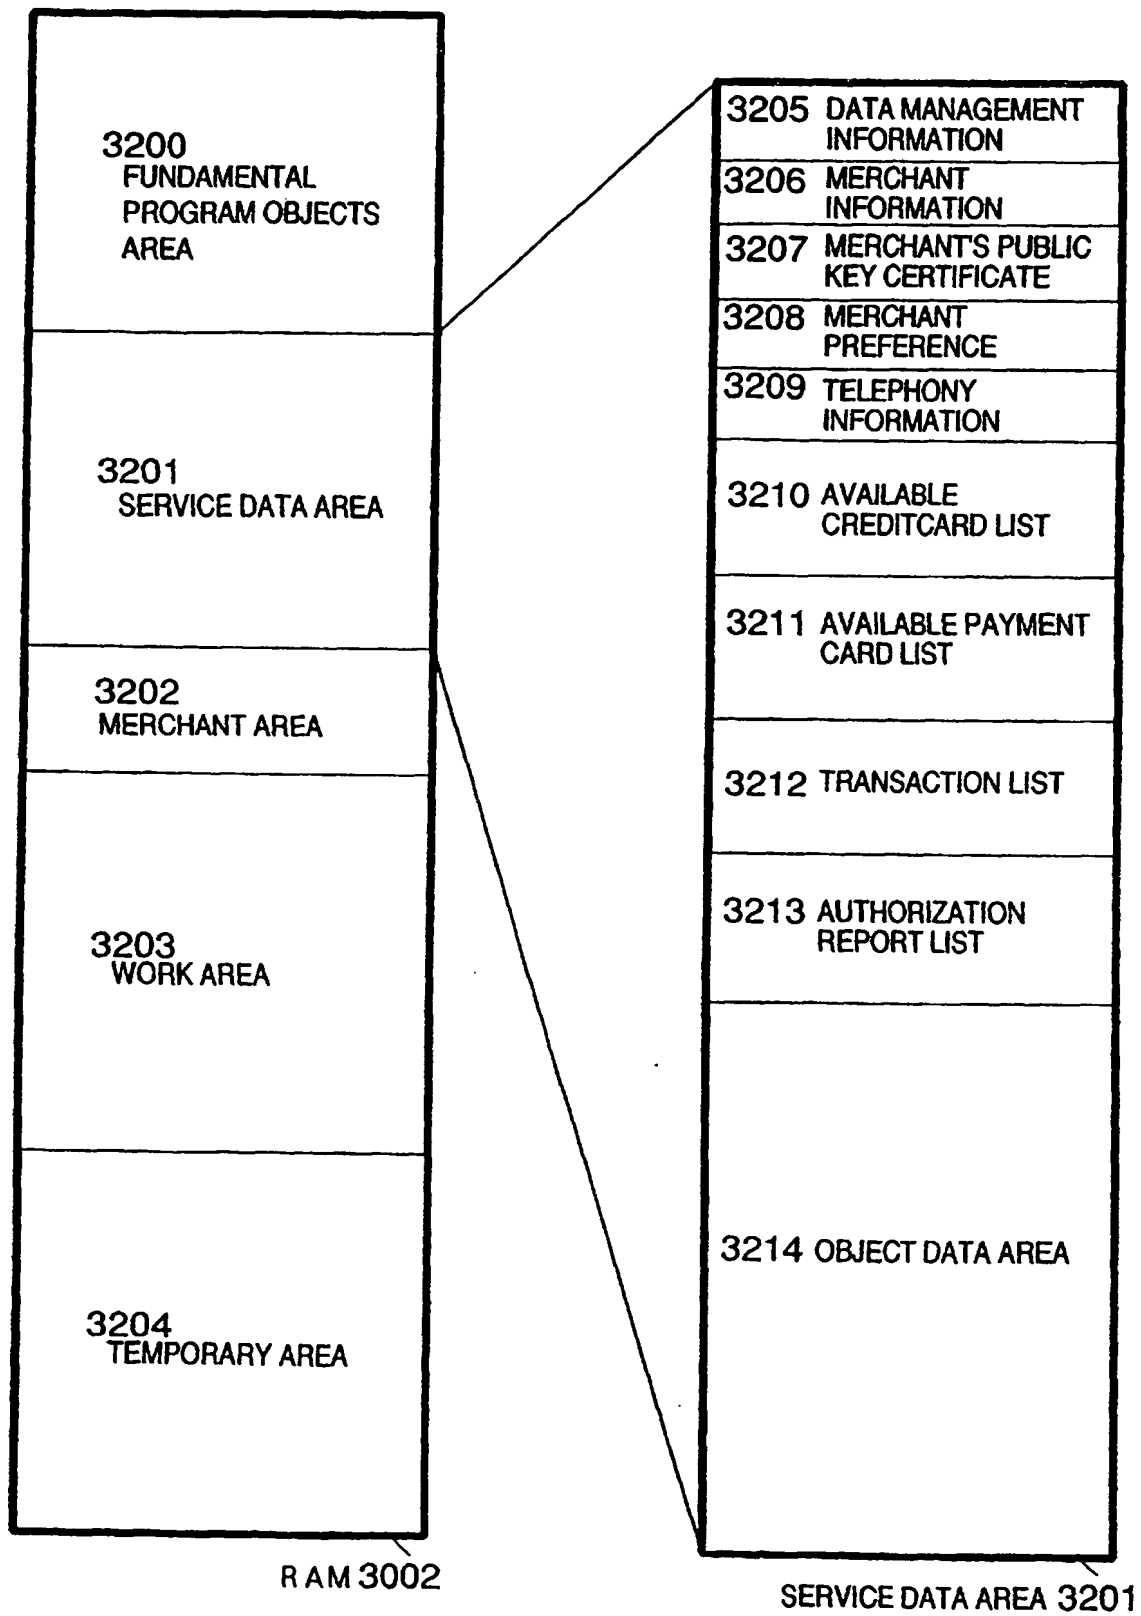 3200
FUNDAMENTAL
PROGRAM OBJECTS
AREA
3201
SERVICE DATA AREA
3202
MERCHANT AREA
3203
WORK AREA
3204
TEMPORARY AREA
RAM 3002
3205 DATA MANAGEMENT
INFORMATION
3206 MERCHANT
INFORMATION
3207 MERCHANT'S PUBLIC
KEY CERTIFICATE
3208 MERCHANT
PREFERENCE
3209 TELEPHONY
INFORMATION
3210 AVAILABLE
CREDITCARD LIST
3211 AVAILABLE PAYMENT
CARD LIST
3212 TRANSACTION LIST
3213 AUTHORIZATION
REPORT LIST
3214 OBJECT DATA AREA
SERVICE DATA AREA 3201